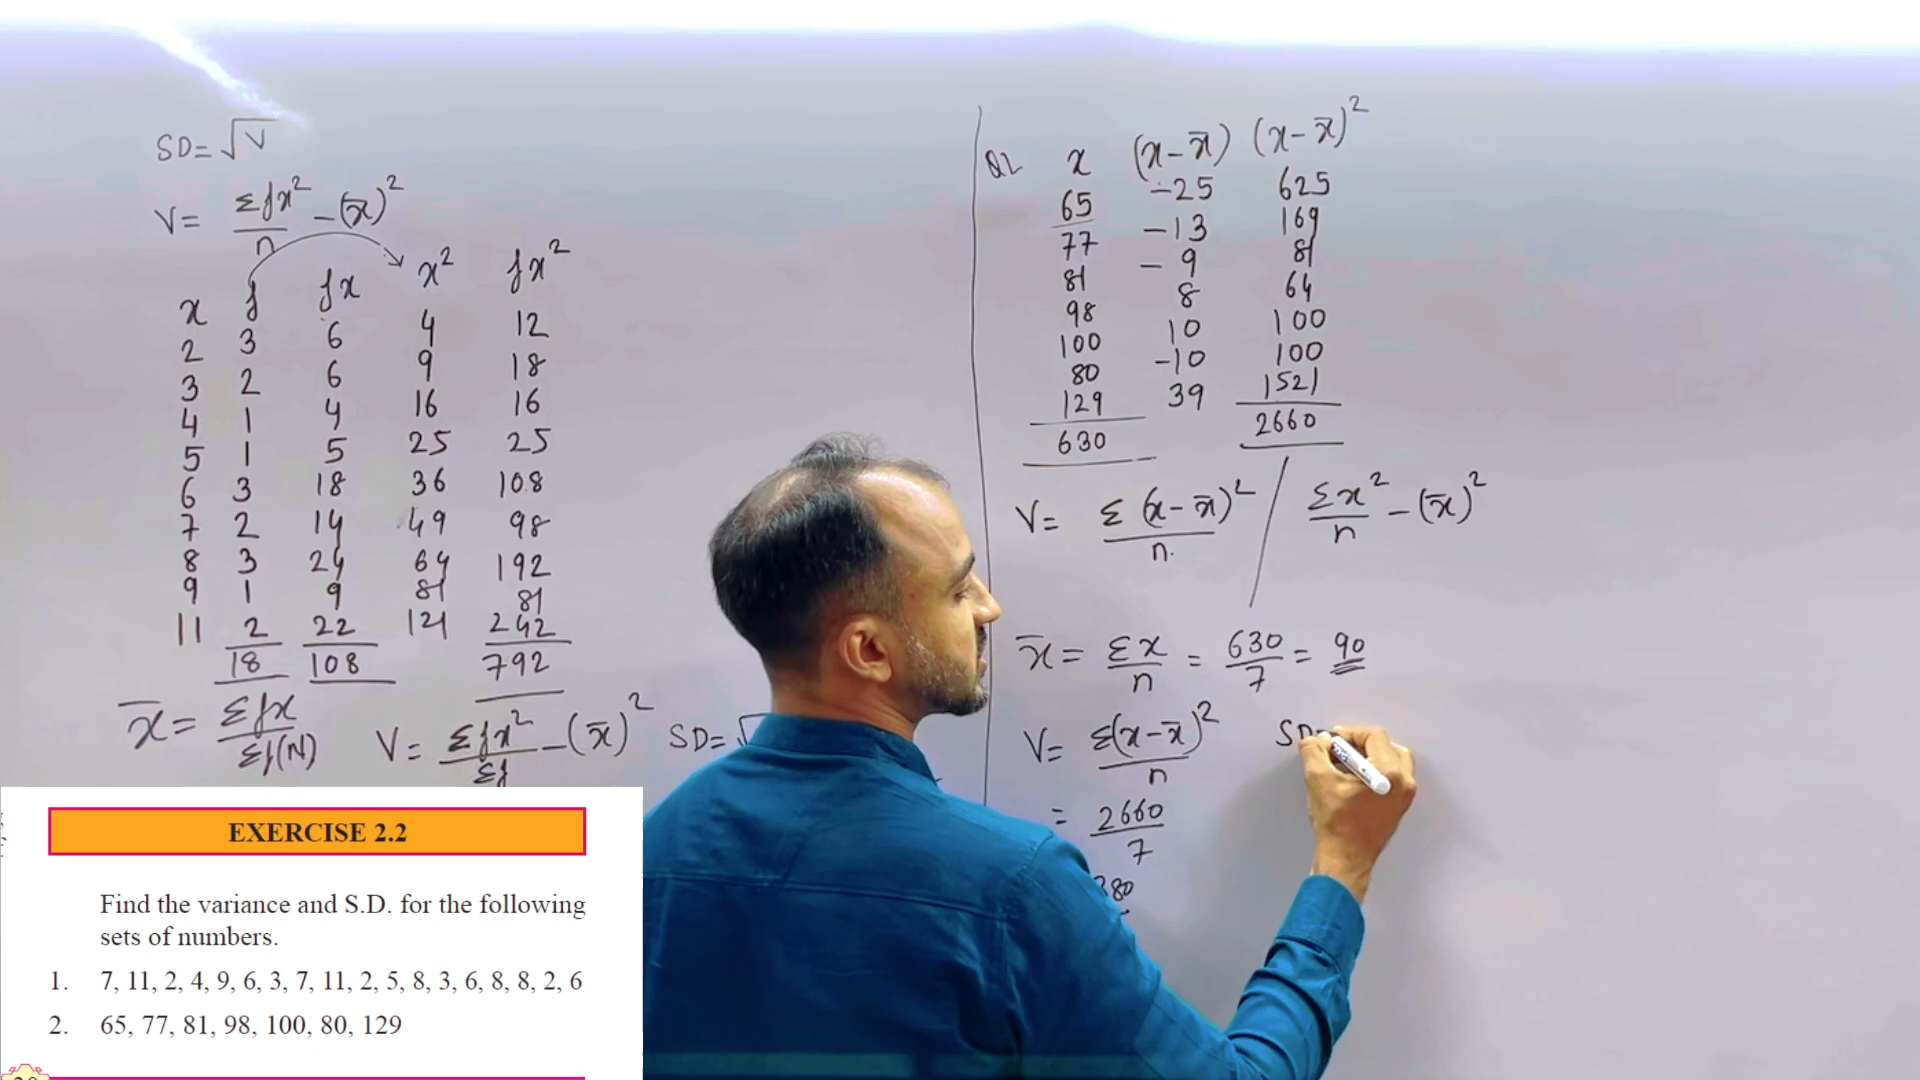 SD = √V
V = Σfx² / n - (x̄)²
x f fx x² fx²
2 3 6 4 12
3 2 6 9 18
4 1 4 16 16
5 1 5 25 25
6 3 18 36 108
7 2 14 49 98
8 3 24 64 192
9 1 9 81 81
11 2 22 121 242
18 108 792
x̄ = Σfx / Σf(N)
V = Σfx² / Σf - (x̄)²
SD = √
Q2 x (x-x̄) (x-x̄)²
65 -25 625
77 -13 169
81 -9 81
98 8 64
100 10 100
80 -10 100
129 39 1521
630 2660
V = Σ(x-x̄)² / n / Σx² / n - (x̄)²
x̄ = Σx / n = 630 / 7 = 90
V = Σ(x-x̄)² / n
= 2660 / 7
380
SD=
EXERCISE 2.2
Find the variance and S.D. for the following
sets of numbers.
1. 7, 11, 2, 4, 9, 6, 3, 7, 11, 2, 5, 8, 3, 6, 8, 8, 2, 6
2. 65, 77, 81, 98, 100, 80, 129